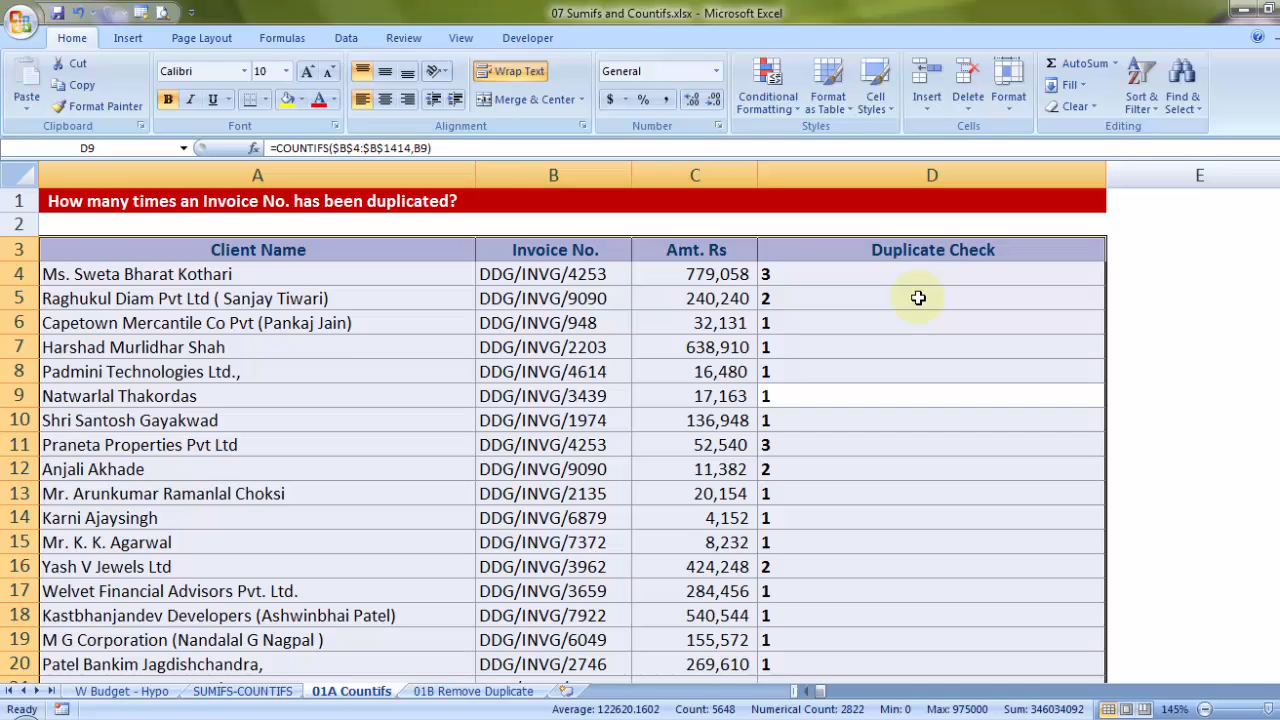 07 Sumifs and Countifs.xlsx - Microsoft Excel
Home Insert Page Layout Formulas Data Review View Developer
Paste Cut Copy Format Painter
Calibri 10 B I U A
Wrap Text Merge & Center
General $ % ,
Conditional Formatting Format as Table Cell Styles
Insert Delete Format
Σ AutoSum Fill Clear Sort & Filter Find & Select
Clipboard Font Alignment Number Styles Cells Editing
D9 fx =COUNTIFS($B$4:$B$1414,B9)
A B C D E
1 How many times an Invoice No. has been duplicated?
2
3 Client Name Invoice No. Amt. Rs Duplicate Check
4 Ms. Sweta Bharat Kothari DDG/INVG/4253 779,058 3
5 Raghukul Diam Pvt Ltd ( Sanjay Tiwari) DDG/INVG/9090 240,240 2
6 Capetown Mercantile Co Pvt (Pankaj Jain) DDG/INVG/948 32,131 1
7 Harshad Murlidhar Shah DDG/INVG/2203 638,910 1
8 Padmini Technologies Ltd., DDG/INVG/4614 16,480 1
9 Natwarlal Thakordas DDG/INVG/3439 17,163 1
10 Shri Santosh Gayakwad DDG/INVG/1974 136,948 1
11 Praneta Properties Pvt Ltd DDG/INVG/4253 52,540 3
12 Anjali Akhade DDG/INVG/9090 11,382 2
13 Mr. Arunkumar Ramanlal Choksi DDG/INVG/2135 20,154 1
14 Karni Ajaysingh DDG/INVG/6879 4,152 1
15 Mr. K. K. Agarwal DDG/INVG/7372 8,232 1
16 Yash V Jewels Ltd DDG/INVG/3962 424,248 2
17 Welvet Financial Advisors Pvt. Ltd. DDG/INVG/3659 284,456 1
18 Kastbhanjandev Developers (Ashwinbhai Patel) DDG/INVG/7922 540,544 1
19 M G Corporation (Nandalal G Nagpal ) DDG/INVG/6049 155,572 1
20 Patel Bankim Jagdishchandra, DDG/INVG/2746 269,610 1
W Budget - Hypo SUMIFS-COUNTIFS 01A Countifs 01B Remove Duplicate
Ready Average: 122620.1602 Count: 5648 Numerical Count: 2822 Min: 0 Max: 975000 Sum: 346034092 145%